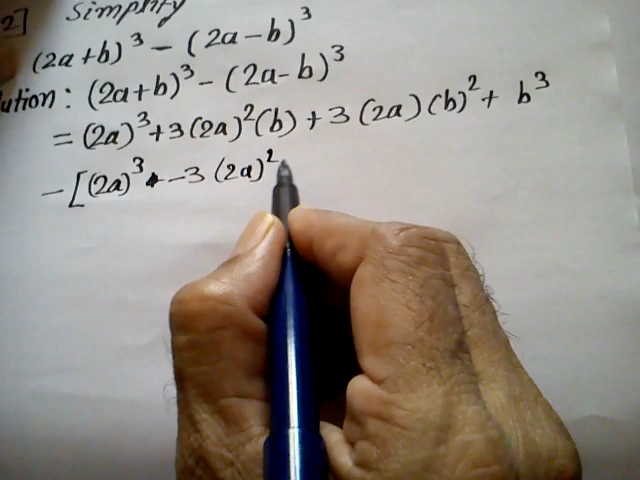 2] Simplify
(2a+b)³ - (2a-b)³
ution: (2a+b)³ - (2a-b)³
= (2a)³+3(2a)²(b) + 3(2a)(b)² + b³
- [(2a)³ - 3(2a)²